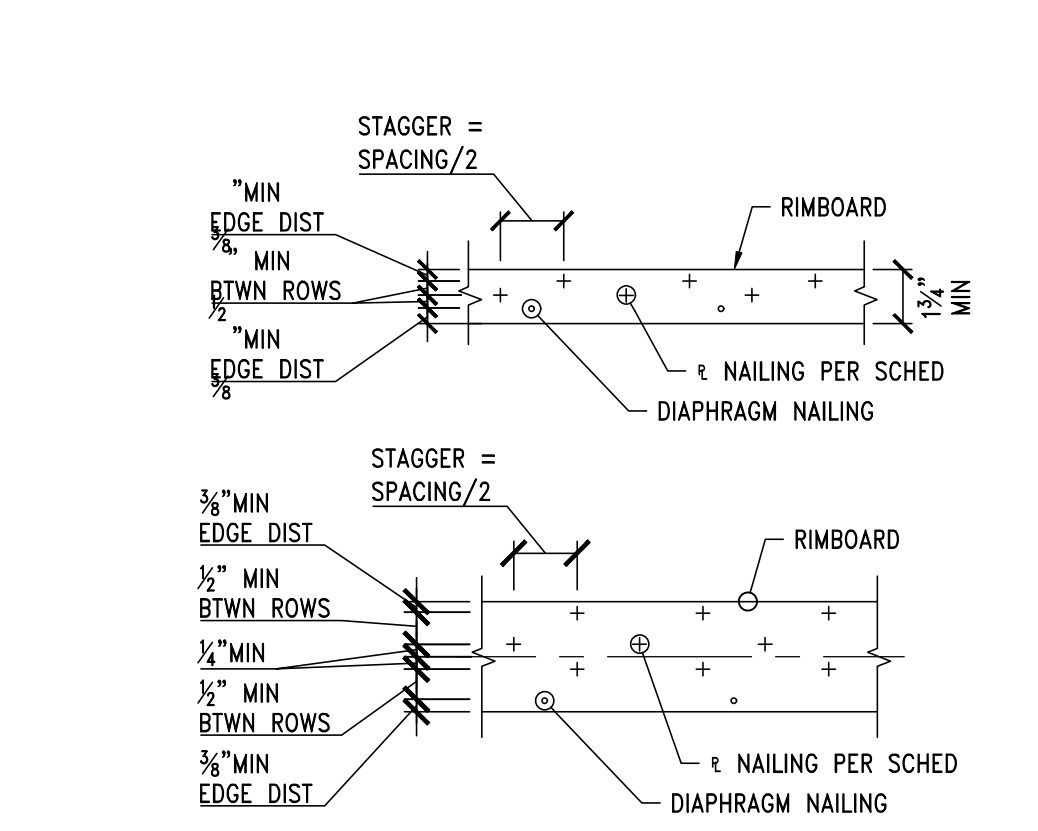 STAGGER =
SPACING/2
3/8"MIN
EDGE DIST
1/2" MIN
BTWN ROWS
3/8"MIN
EDGE DIST
RIMBOARD
1 3/4"
MIN
℄ NAILING PER SCHED
DIAPHRAGM NAILING
STAGGER =
SPACING/2
3/8"MIN
EDGE DIST
1/2" MIN
BTWN ROWS
1/4"MIN
1/2" MIN
BTWN ROWS
3/8"MIN
EDGE DIST
RIMBOARD
℄ NAILING PER SCHED
DIAPHRAGM NAILING